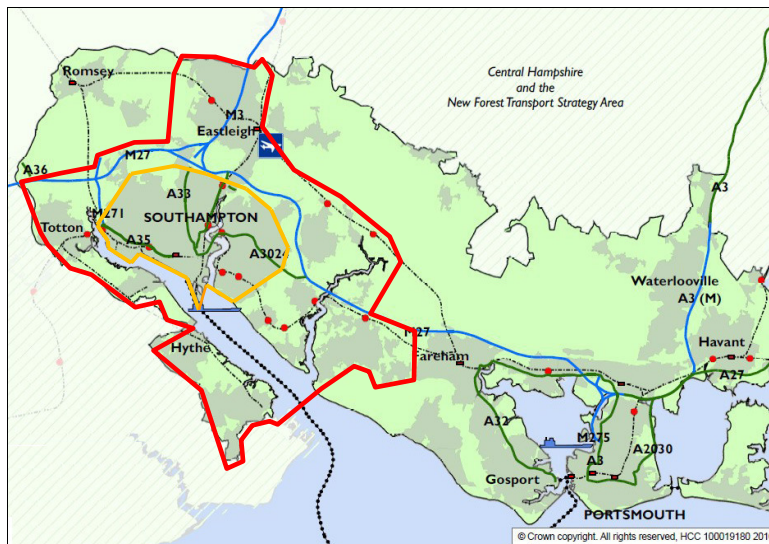 Romsey
Central Hampshire
and the
New Forest Transport Strategy Area
M3
Eastleigh
M27
A36
A33
A3
M271
SOUTHAMPTON
Totton
A35
A302
Waterlooville
A3 (M)
M27
Havant
Hythe
Fareham
A27
A32
M275
A3
A2030
Gosport
PORTSMOUTH
© Crown copyright. All rights reserved, HCC 100019180 201